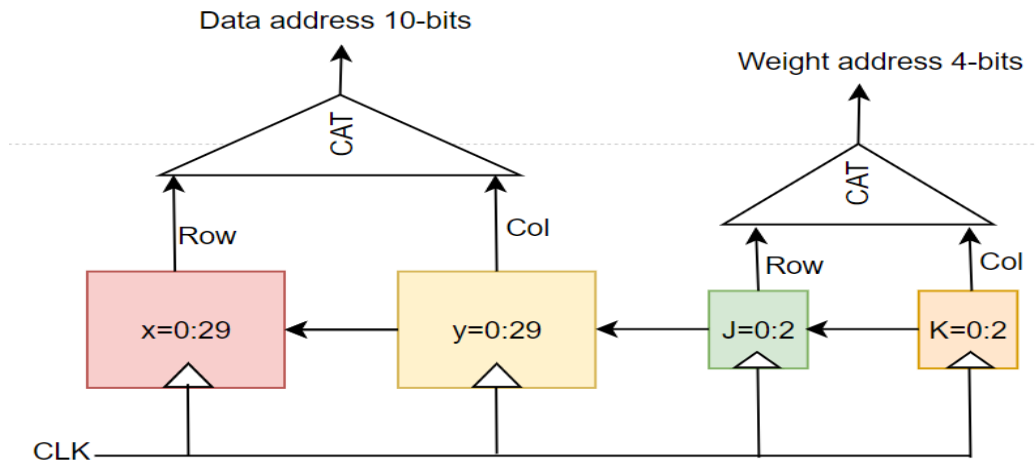 Data address 10-bits
Weight address 4-bits
CAT
CAT
Row
Col
Row
Col
x=0:29
y=0:29
J=0:2
K=0:2
CLK